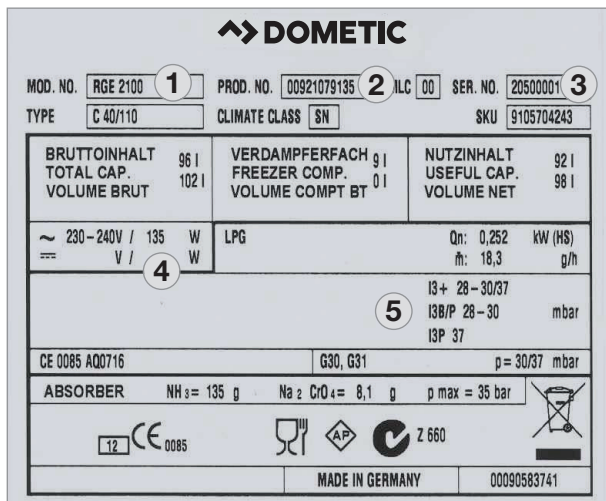 DOMETIC
MOD. NO. RGE 2100 1 PROD. NO. 00921079135 2 MLC 00 SER. NO. 20500001 3
TYPE C 40/110 CLIMATE CLASS SN SKU 9105704243
BRUTTOINHALT 96 l VERDAMPFERFACH 9 l NUTZINHALT 92 l
TOTAL CAP. FREEZER COMP. USEFUL CAP.
VOLUME BRUT 102 l VOLUME COMPT BT 0 l VOLUME NET 98 l
~ 230-240V / 135 W LPG Qn: 0,252 kW (HS)
V / W ṁ: 18,3 g/h
4
I3+ 28-30/37
5 I3B/P 28-30 mbar
I3P 37
CE 0085 AQ0716 G30, G31 p = 30/37 mbar
ABSORBER NH3 = 135 g Na2 CrO4 = 8,1 g p max = 35 bar
12 CE 0085 AP Z 660
MADE IN GERMANY 00090583741